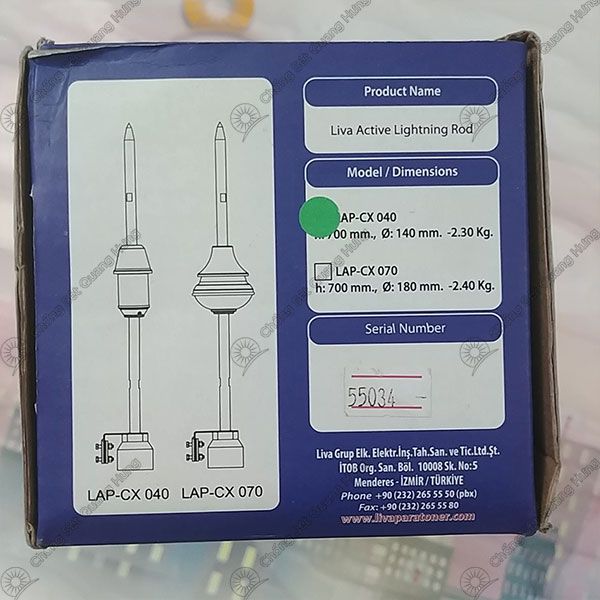 Product Name
Liva Active Lightning Rod
Model / Dimensions
LAP-CX 040
h: 700 mm., Ø: 140 mm. -2.30 Kg.
LAP-CX 070
h: 700 mm., Ø: 180 mm. -2.40 Kg.
Serial Number
55034 -
Liva Grup Elk. Elektr.İnş.Tah.San. ve Tic.Ltd.Şt.
İTOB Org. San. Böl. 10008 Sk. No:5
Menderes - İZMİR / TÜRKİYE
Phone +90 (232) 265 55 50 (pbx)
Fax: +90 (232) 265 55 80
www.livaparatoner.com
LAP-CX 040 LAP-CX 070
Chống Sét Quang Hưng